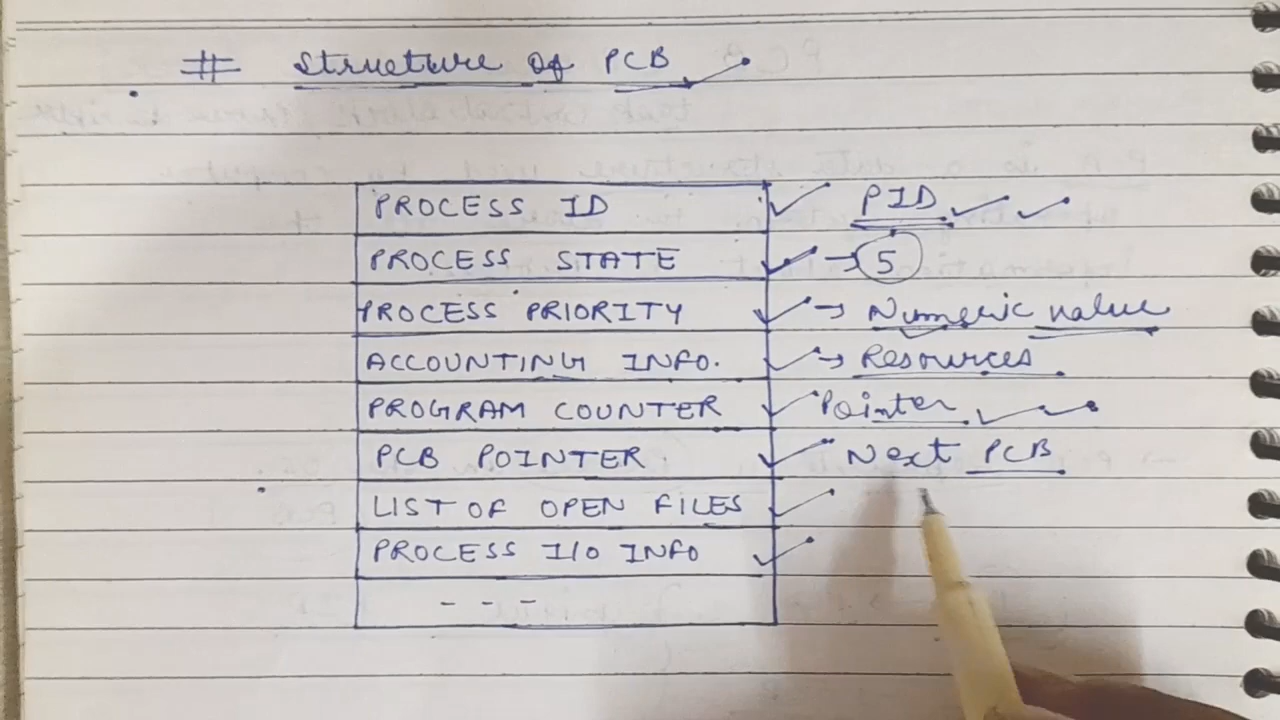 # Structure of PCB
PROCESS ID PID
PROCESS STATE → 5
PROCESS PRIORITY → Numeric value
ACCOUNTING INFO. → Resources
PROGRAM COUNTER Pointer
PCB POINTER Next PCB
LIST OF OPEN FILES
PROCESS I/O INFO
- - -